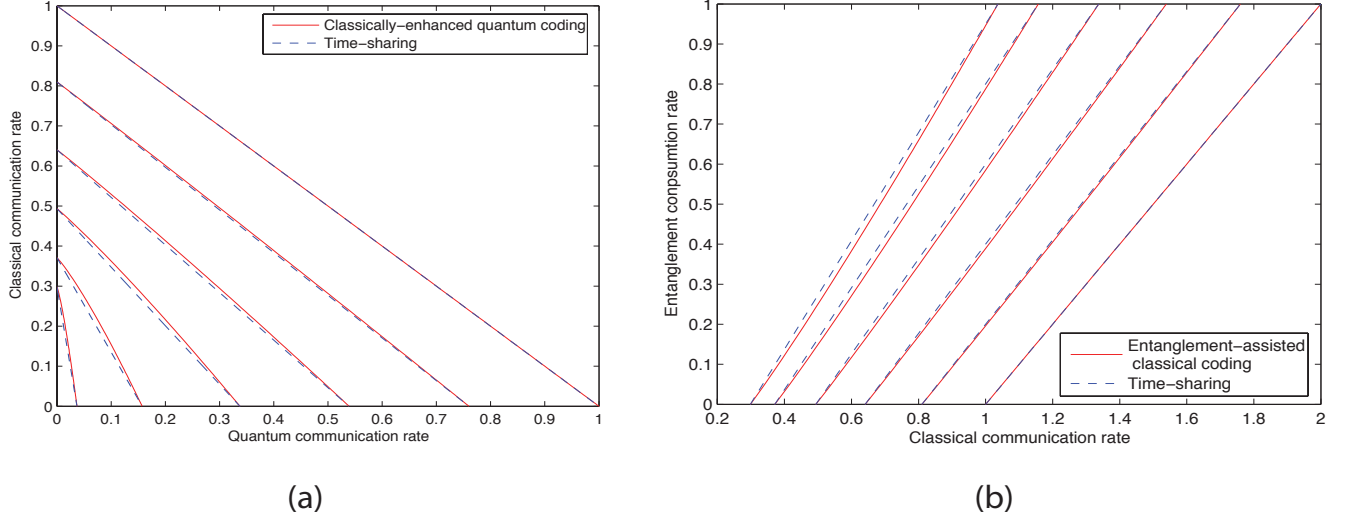 1
0.9
0.8
0.7
0.6
0.5
0.4
0.3
0.2
0.1
0
0 0.1 0.2 0.3 0.4 0.5 0.6 0.7 0.8 0.9 1
Classical communication rate
Quantum communication rate
Classically−enhanced quantum coding
Time−sharing
(a)
1
0.9
0.8
0.7
0.6
0.5
0.4
0.3
0.2
0.1
0
0.2 0.4 0.6 0.8 1 1.2 1.4 1.6 1.8 2
Entanglement conpsumtion rate
Classical communication rate
Entanglement−assisted
classical coding
Time−sharing
(b)